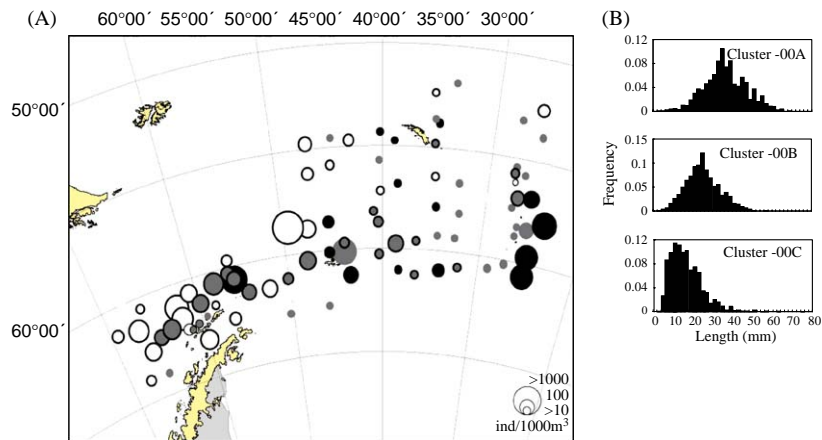 (A)
60°00´ 55°00´ 50°00´ 45°00´ 40°00´ 35°00´ 30°00´
50°00´
60°00´
>1000
100
>10
ind/1000m³
(B)
0.12
0.08
0.04
0
Cluster -00A
0.15
0.1
0.05
0
Cluster -00B
0.12
0.08
0.04
0
Cluster -00C
Frequency
0 10 20 30 40 50 60 70 80
Length (mm)